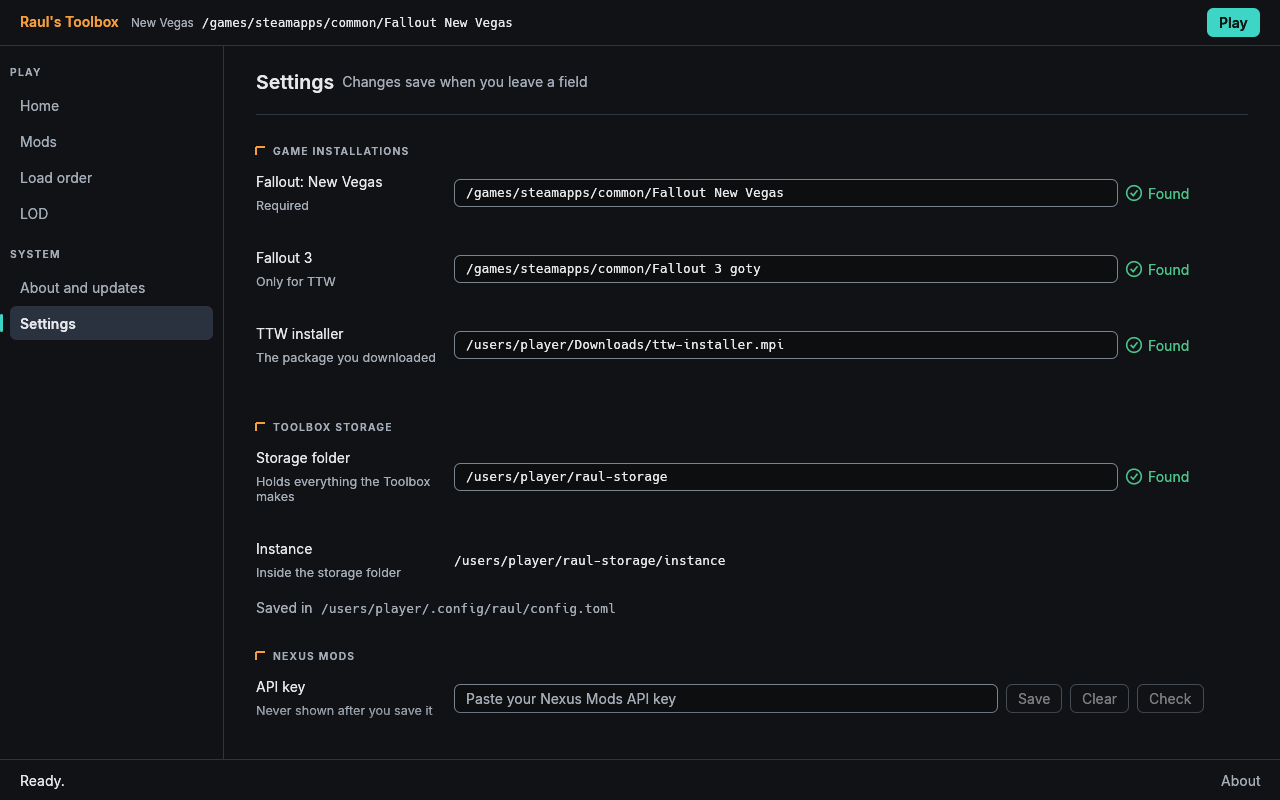 Raul's Toolbox New Vegas /games/steamapps/common/Fallout New Vegas Play
PLAY
Home
Mods
Load order
LOD
SYSTEM
About and updates
Settings
Settings Changes save when you leave a field
GAME INSTALLATIONS
Fallout: New Vegas
Required
/games/steamapps/common/Fallout New Vegas Found
Fallout 3
Only for TTW
/games/steamapps/common/Fallout 3 goty Found
TTW installer
The package you downloaded
/users/player/Downloads/ttw-installer.mpi Found
TOOLBOX STORAGE
Storage folder
Holds everything the Toolbox
makes
/users/player/raul-storage Found
Instance
Inside the storage folder
/users/player/raul-storage/instance
Saved in /users/player/.config/raul/config.toml
NEXUS MODS
API key
Never shown after you save it
Paste your Nexus Mods API key Save Clear Check
Ready. About